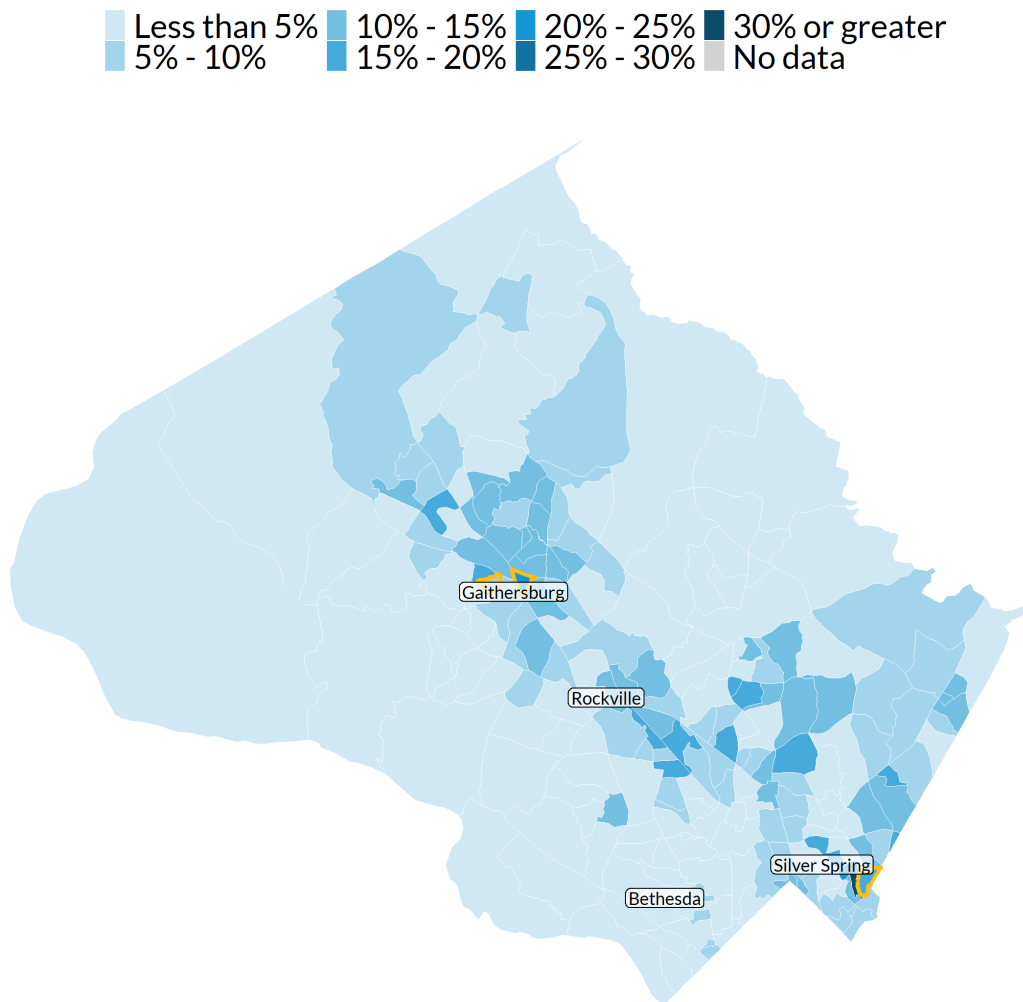 Less than 5% 10% - 15% 20% - 25% 30% or greater
5% - 10% 15% - 20% 25% - 30% No data
Gaithersburg
Rockville
Silver Spring
Bethesda